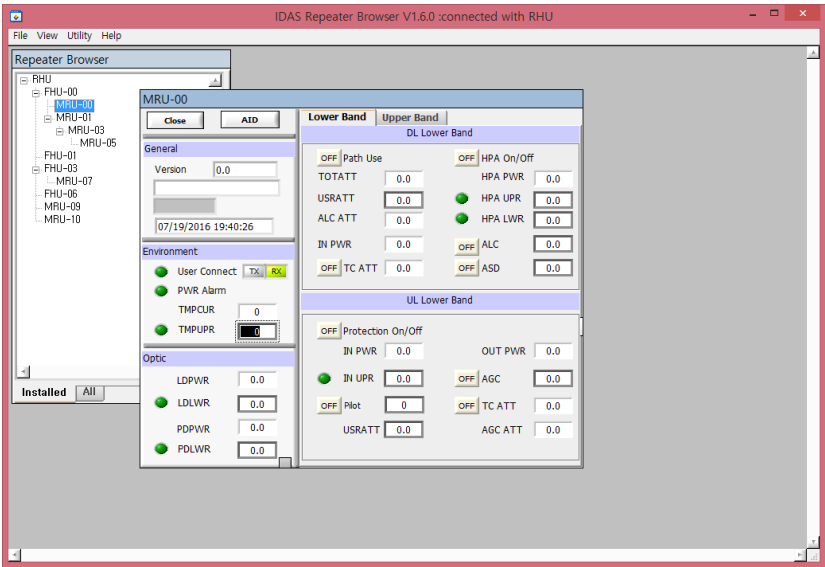 IDAS Repeater Browser V1.6.0 :connected with RHU
File View Utility Help
Repeater Browser
RHU
FHU-00
MRU-00
MRU-01
MRU-03
MRU-05
FHU-01
FHU-03
MRU-07
FHU-06
MRU-09
MRU-10
Installed All
MRU-00
Close AID
General
Version 0.0
07/19/2016 19:40:26
Environment
User Connect TX RX
PWR Alarm
TMPCUR 0
TMPUPR 0
Optic
LDPWR 0.0
LDLWR 0.0
PDPWR 0.0
PDLWR 0.0
Lower Band Upper Band
DL Lower Band
OFF Path Use OFF HPA On/Off
TOTATT 0.0 HPA PWR 0.0
USRATT 0.0 HPA UPR 0.0
ALC ATT 0.0 HPA LWR 0.0
IN PWR 0.0 OFF ALC 0.0
OFF TC ATT 0.0 OFF ASD 0.0
UL Lower Band
OFF Protection On/Off
IN PWR 0.0 OUT PWR 0.0
IN UPR 0.0 OFF AGC 0.0
OFF Pilot 0 OFF TC ATT 0.0
USRATT 0.0 AGC ATT 0.0